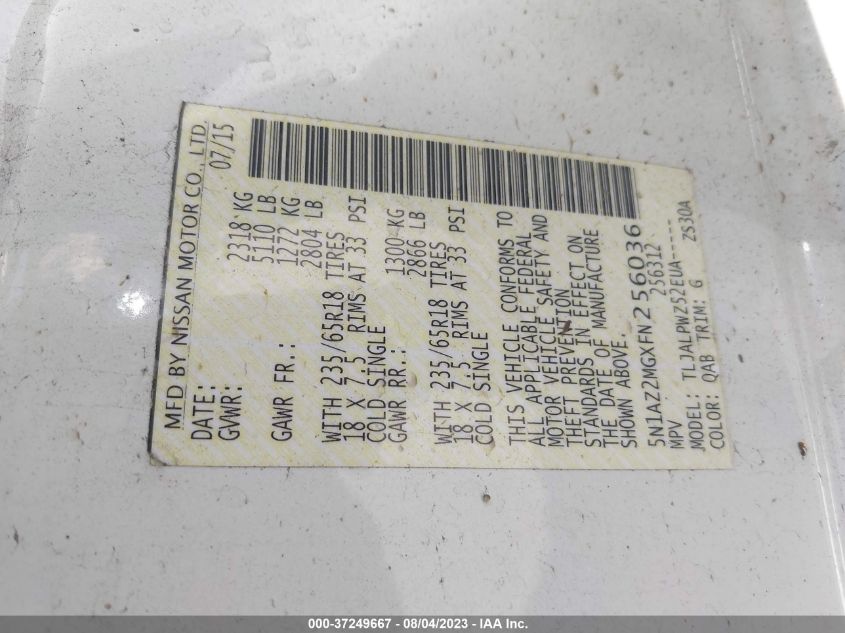 MFD BY NISSAN MOTOR CO., LTD.
DATE: 07/15
GVWR: 2318 KG
5110 LB
GAWR FR.: 1272 KG
2804 LB
WITH 235/65R18 TIRES
18 X 7.5 RIMS AT 33 PSI
COLD SINGLE
GAWR RR.: 1300 KG
2866 LB
WITH 235/65R18 TIRES
18 X 7.5 RIMS AT 33 PSI
COLD SINGLE
THIS VEHICLE CONFORMS TO
ALL APPLICABLE FEDERAL
MOTOR VEHICLE SAFETY AND
THEFT PREVENTION
STANDARDS IN EFFECT ON
THE DATE OF MANUFACTURE
SHOWN ABOVE.
5N1AZ2MGXFN256036
MPV 256312
MODEL: TLJALPWZ52EUA-----
COLOR: QAB TRIM: G Z530A
000-37249667 - 08/04/2023 - IAA Inc.